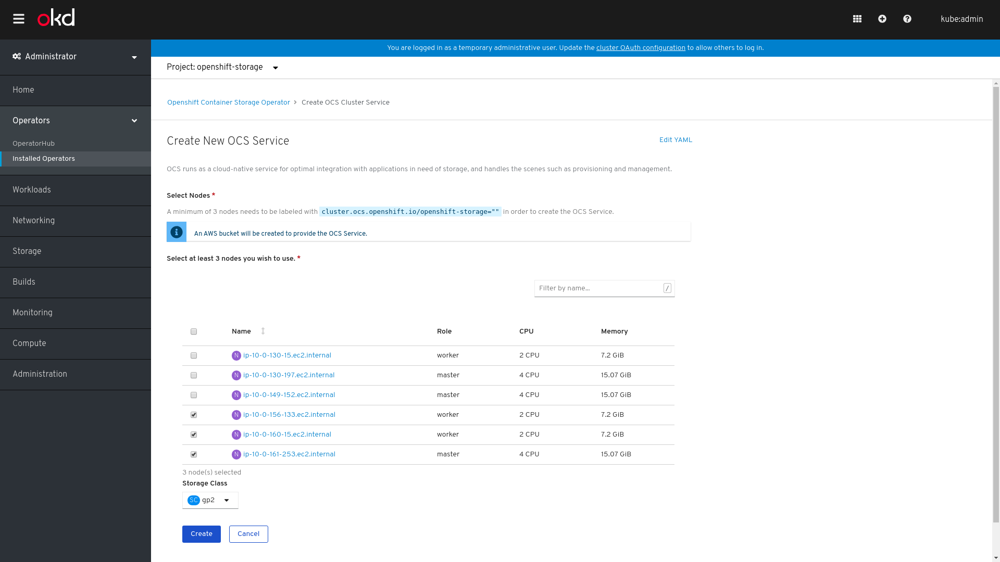 okd
kube:admin
Administrator
You are logged in as a temporary administrative user. Update the cluster OAuth configuration to allow others to log in.
Project: openshift-storage
Home
Operators
OperatorHub
Installed Operators
Workloads
Networking
Storage
Builds
Monitoring
Compute
Administration
Openshift Container Storage Operator > Create OCS Cluster Service
Create New OCS Service
Edit YAML
OCS runs as a cloud-native service for optimal integration with applications in need of storage, and handles the scenes such as provisioning and management.
Select Nodes *
A minimum of 3 nodes needs to be labeled with cluster.ocs.openshift.io/openshift-storage="" in order to create the OCS Service.
An AWS bucket will be created to provide the OCS Service.
Select at least 3 nodes you wish to use. *
Filter by name... /
Name Role CPU Memory
N ip-10-0-130-15.ec2.internal worker 2 CPU 7.2 GiB
N ip-10-0-130-197.ec2.internal master 4 CPU 15.07 GiB
N ip-10-0-149-152.ec2.internal master 4 CPU 15.07 GiB
N ip-10-0-156-133.ec2.internal worker 2 CPU 7.2 GiB
N ip-10-0-160-15.ec2.internal worker 2 CPU 7.2 GiB
N ip-10-0-161-253.ec2.internal master 4 CPU 15.07 GiB
3 node(s) selected
Storage Class
SC gp2
Create Cancel